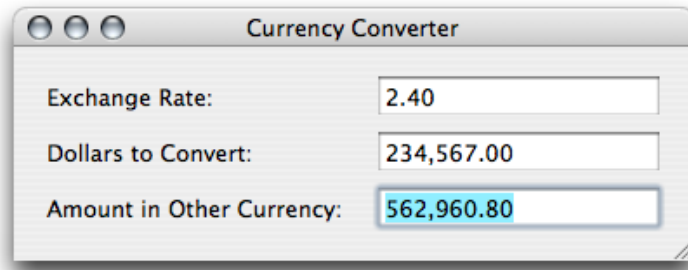 Currency Converter
Exchange Rate: 2.40
Dollars to Convert: 234,567.00
Amount in Other Currency: 562,960.80